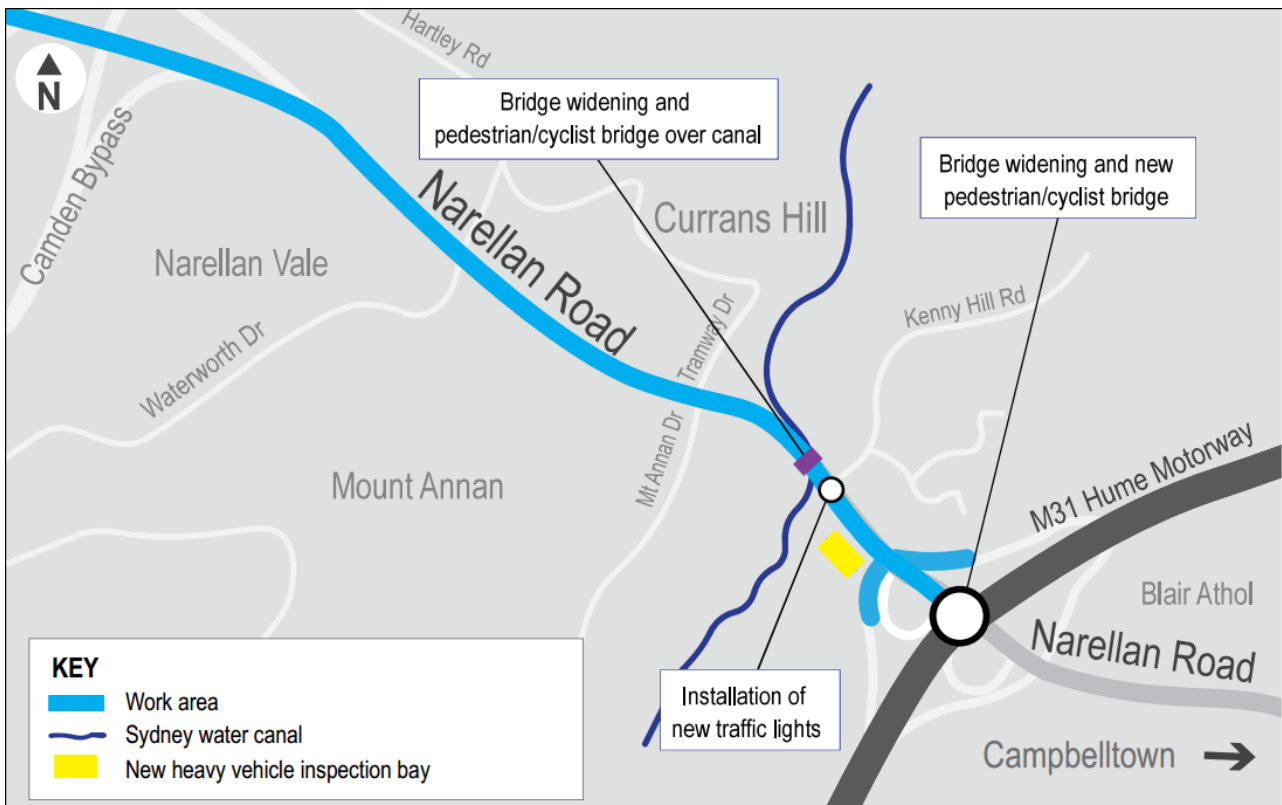 Hartley Rd
N
Bridge widening and
pedestrian/cyclist bridge over canal
Bridge widening and new
pedestrian/cyclist bridge
Camden Bypass
Narellan Road
Currans Hill
Narellan Vale
Kenny Hill Rd
Waterworth Dr
Tramway Dr
Mt Annan Dr
Mount Annan
M31 Hume Motorway
Blair Athol
Narellan Road
KEY
Work area
Sydney water canal
New heavy vehicle inspection bay
Installation of
new traffic lights
Campbelltown